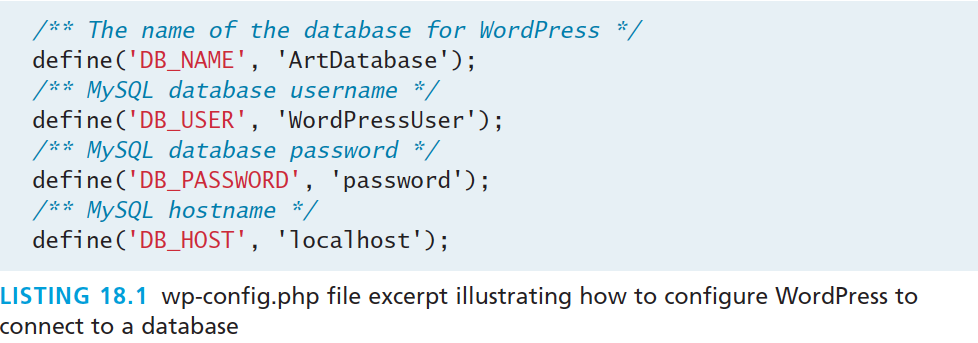 /** The name of the database for WordPress */
define('DB_NAME', 'ArtDatabase');
/** MySQL database username */
define('DB_USER', 'WordPressUser');
/** MySQL database password */
define('DB_PASSWORD', 'password');
/** MySQL hostname */
define('DB_HOST', 'localhost');
LISTING 18.1 wp-config.php file excerpt illustrating how to configure WordPress to
connect to a database